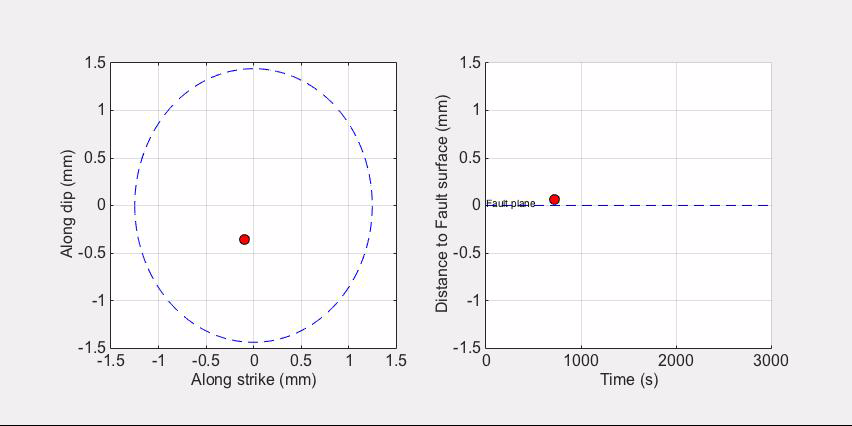 1.5
1
0.5
0
-0.5
-1
-1.5
Along dip (mm)
-1.5 -1 -0.5 0 0.5 1 1.5
Along strike (mm)
1.5
1
0.5
0
-0.5
-1
-1.5
Distance to Fault surface (mm)
Fault plane
0 1000 2000 3000
Time (s)